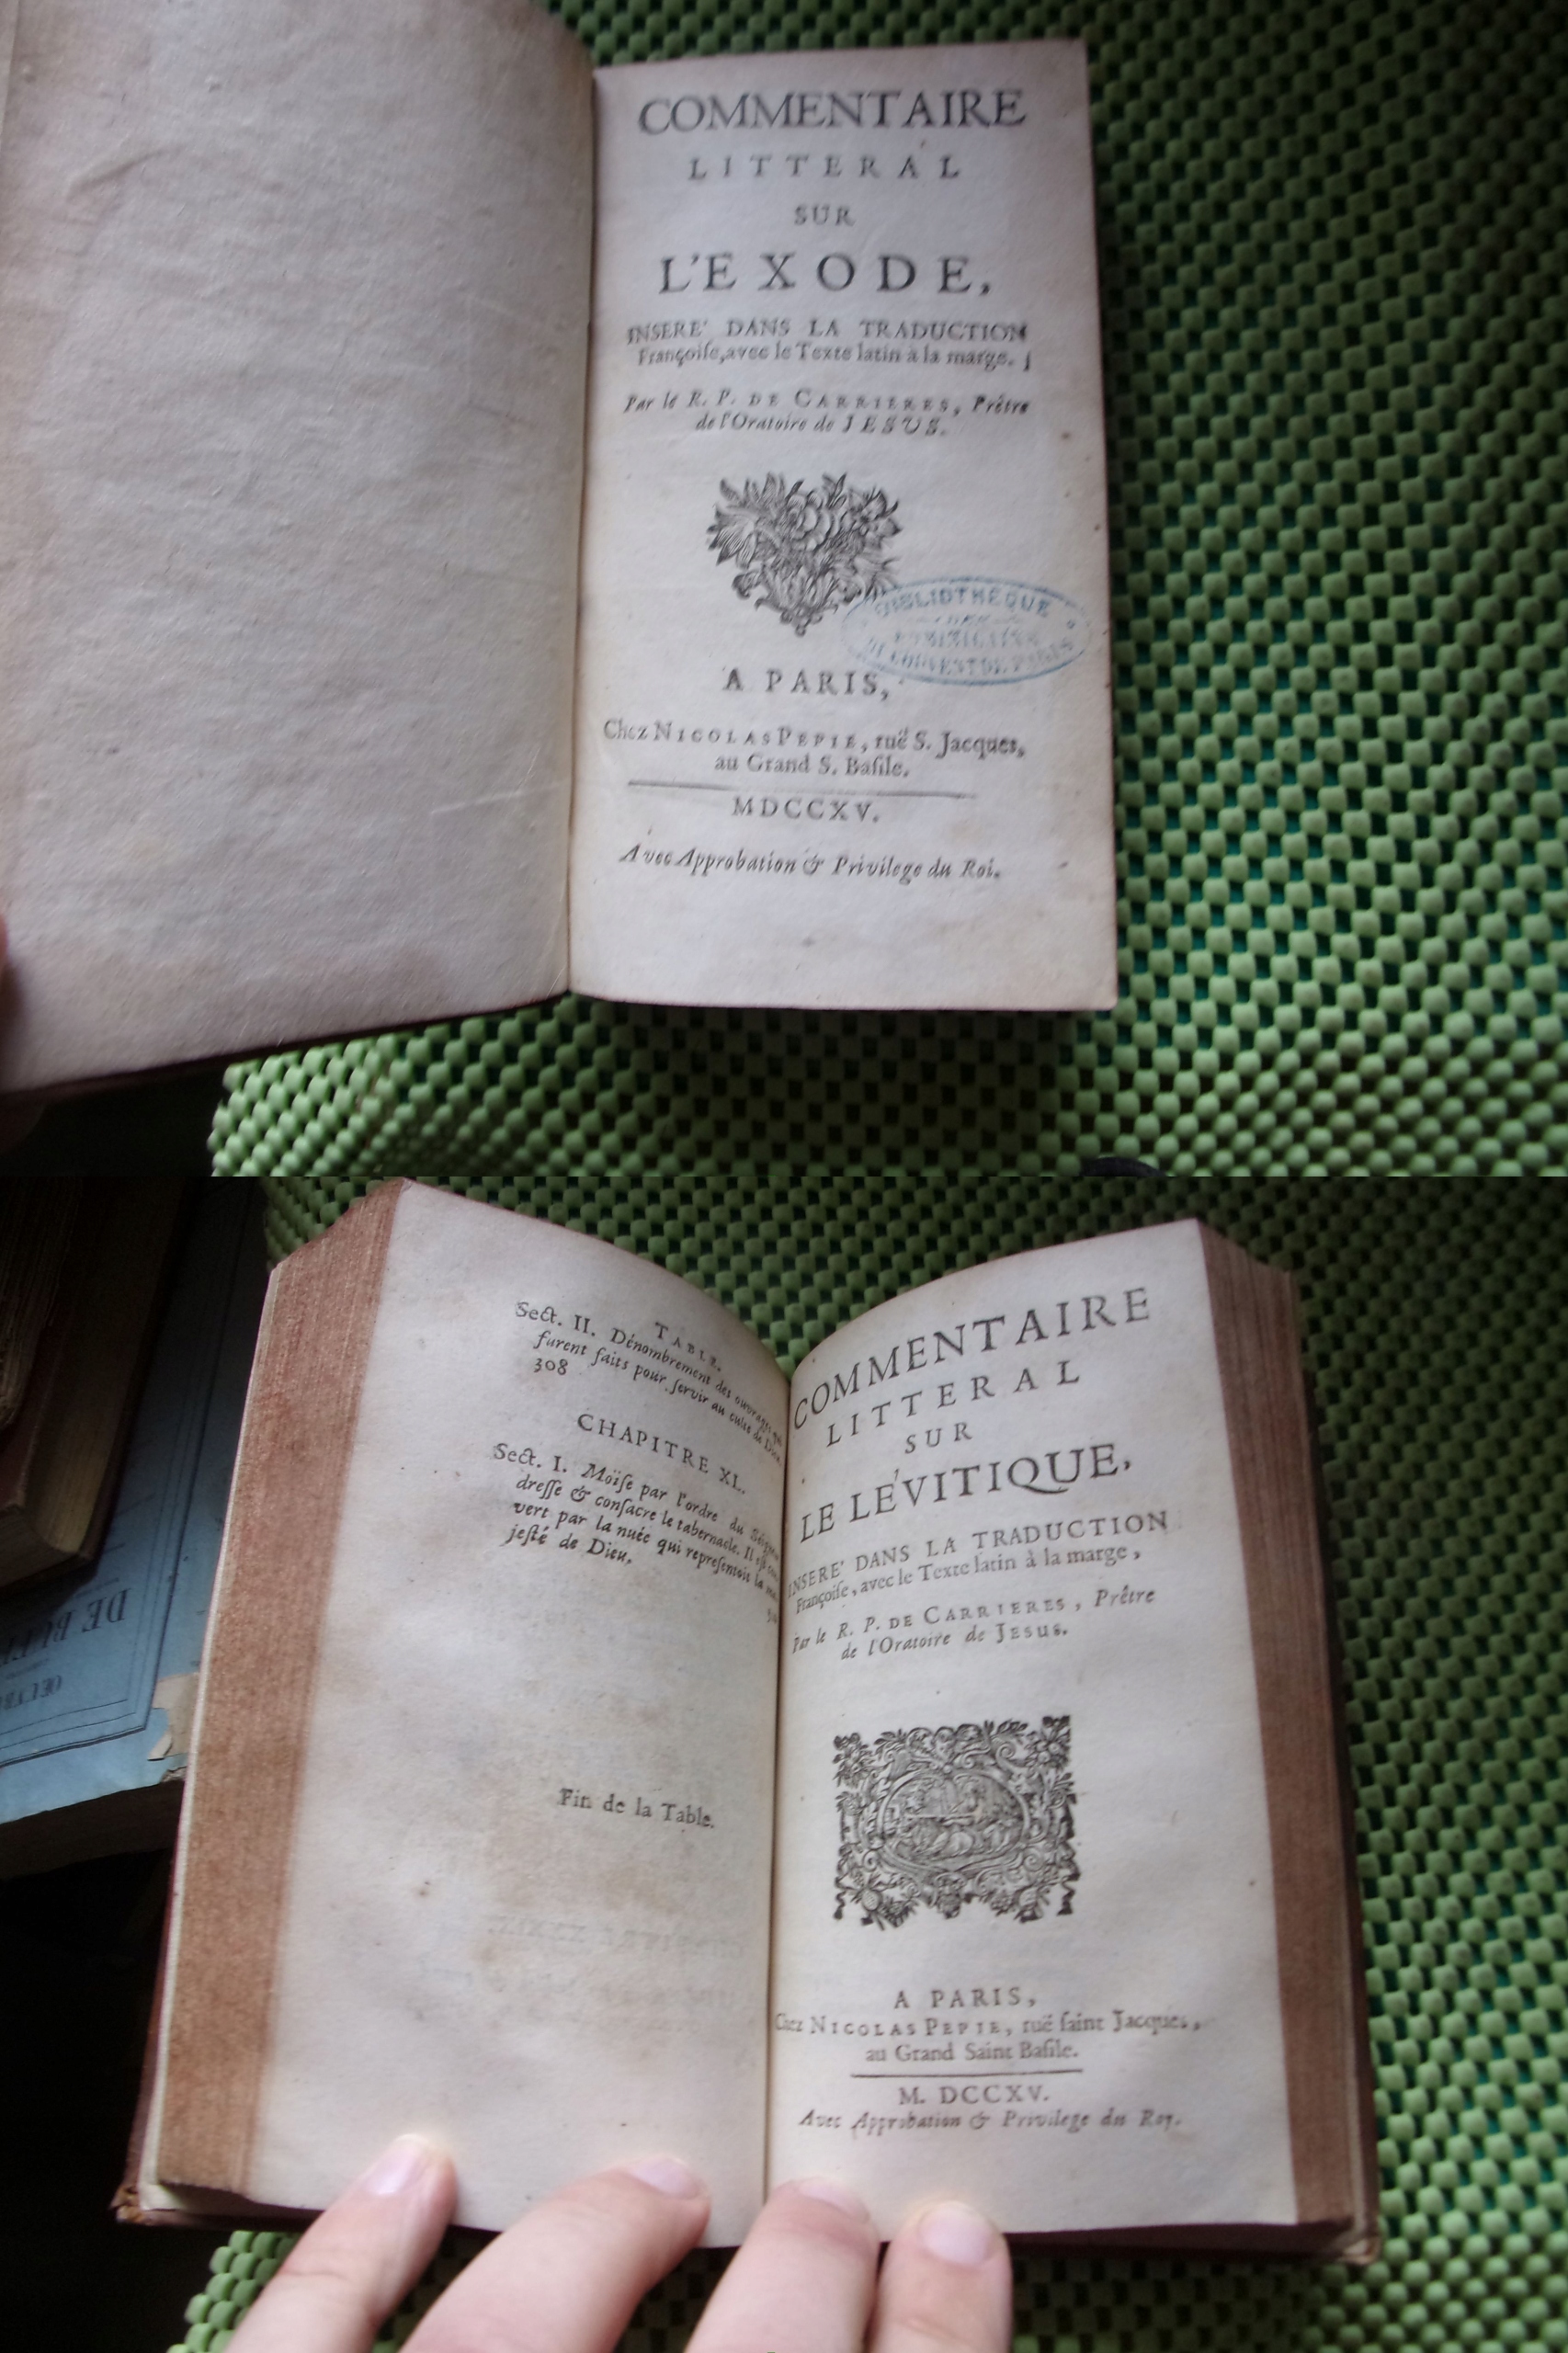 COMMENTAIRE
LITTERAL
SUR
L'EXODE,
INSERE' DANS LA TRADUCTION
Françoiſe, avec le Texte latin à la marge.
Par le R. P. DE CARRIERES, Prêtre
de l'Oratoire de JESUS.
BIBLIOTHÈQUE
A PARIS,
Chez NICOLAS PEPIE, ruë S. Jacques,
au Grand S. Baſile.
MDCCXV.
Avec Approbation & Privilege du Roi.
TABLE.
Sect. II. Dénombrement des ouvrages qui
furent faits pour ſervir au culte de Dieu.
308
CHAPITRE XL.
Sect. I. Moïſe par l'ordre du Seigneur
dreſſe & conſacre le tabernacle. Il eſt
vert par la nuée qui repreſentoit la
jeſté de Dieu,
Fin de la Table.
COMMENTAIRE
LITTERAL
SUR
LE LÉVITIQUE,
INSERE' DANS LA TRADUCTION
Françoiſe, avec le Texte latin à la marge,
Par le R. P. DE CARRIERES, Prêtre
de l'Oratoire de JESUS.
A PARIS,
Chez NICOLAS PEPIE, ruë ſaint Jacques,
au Grand Saint Baſile.
M. DCCXV.
Avec Approbation & Privilege du Roy.